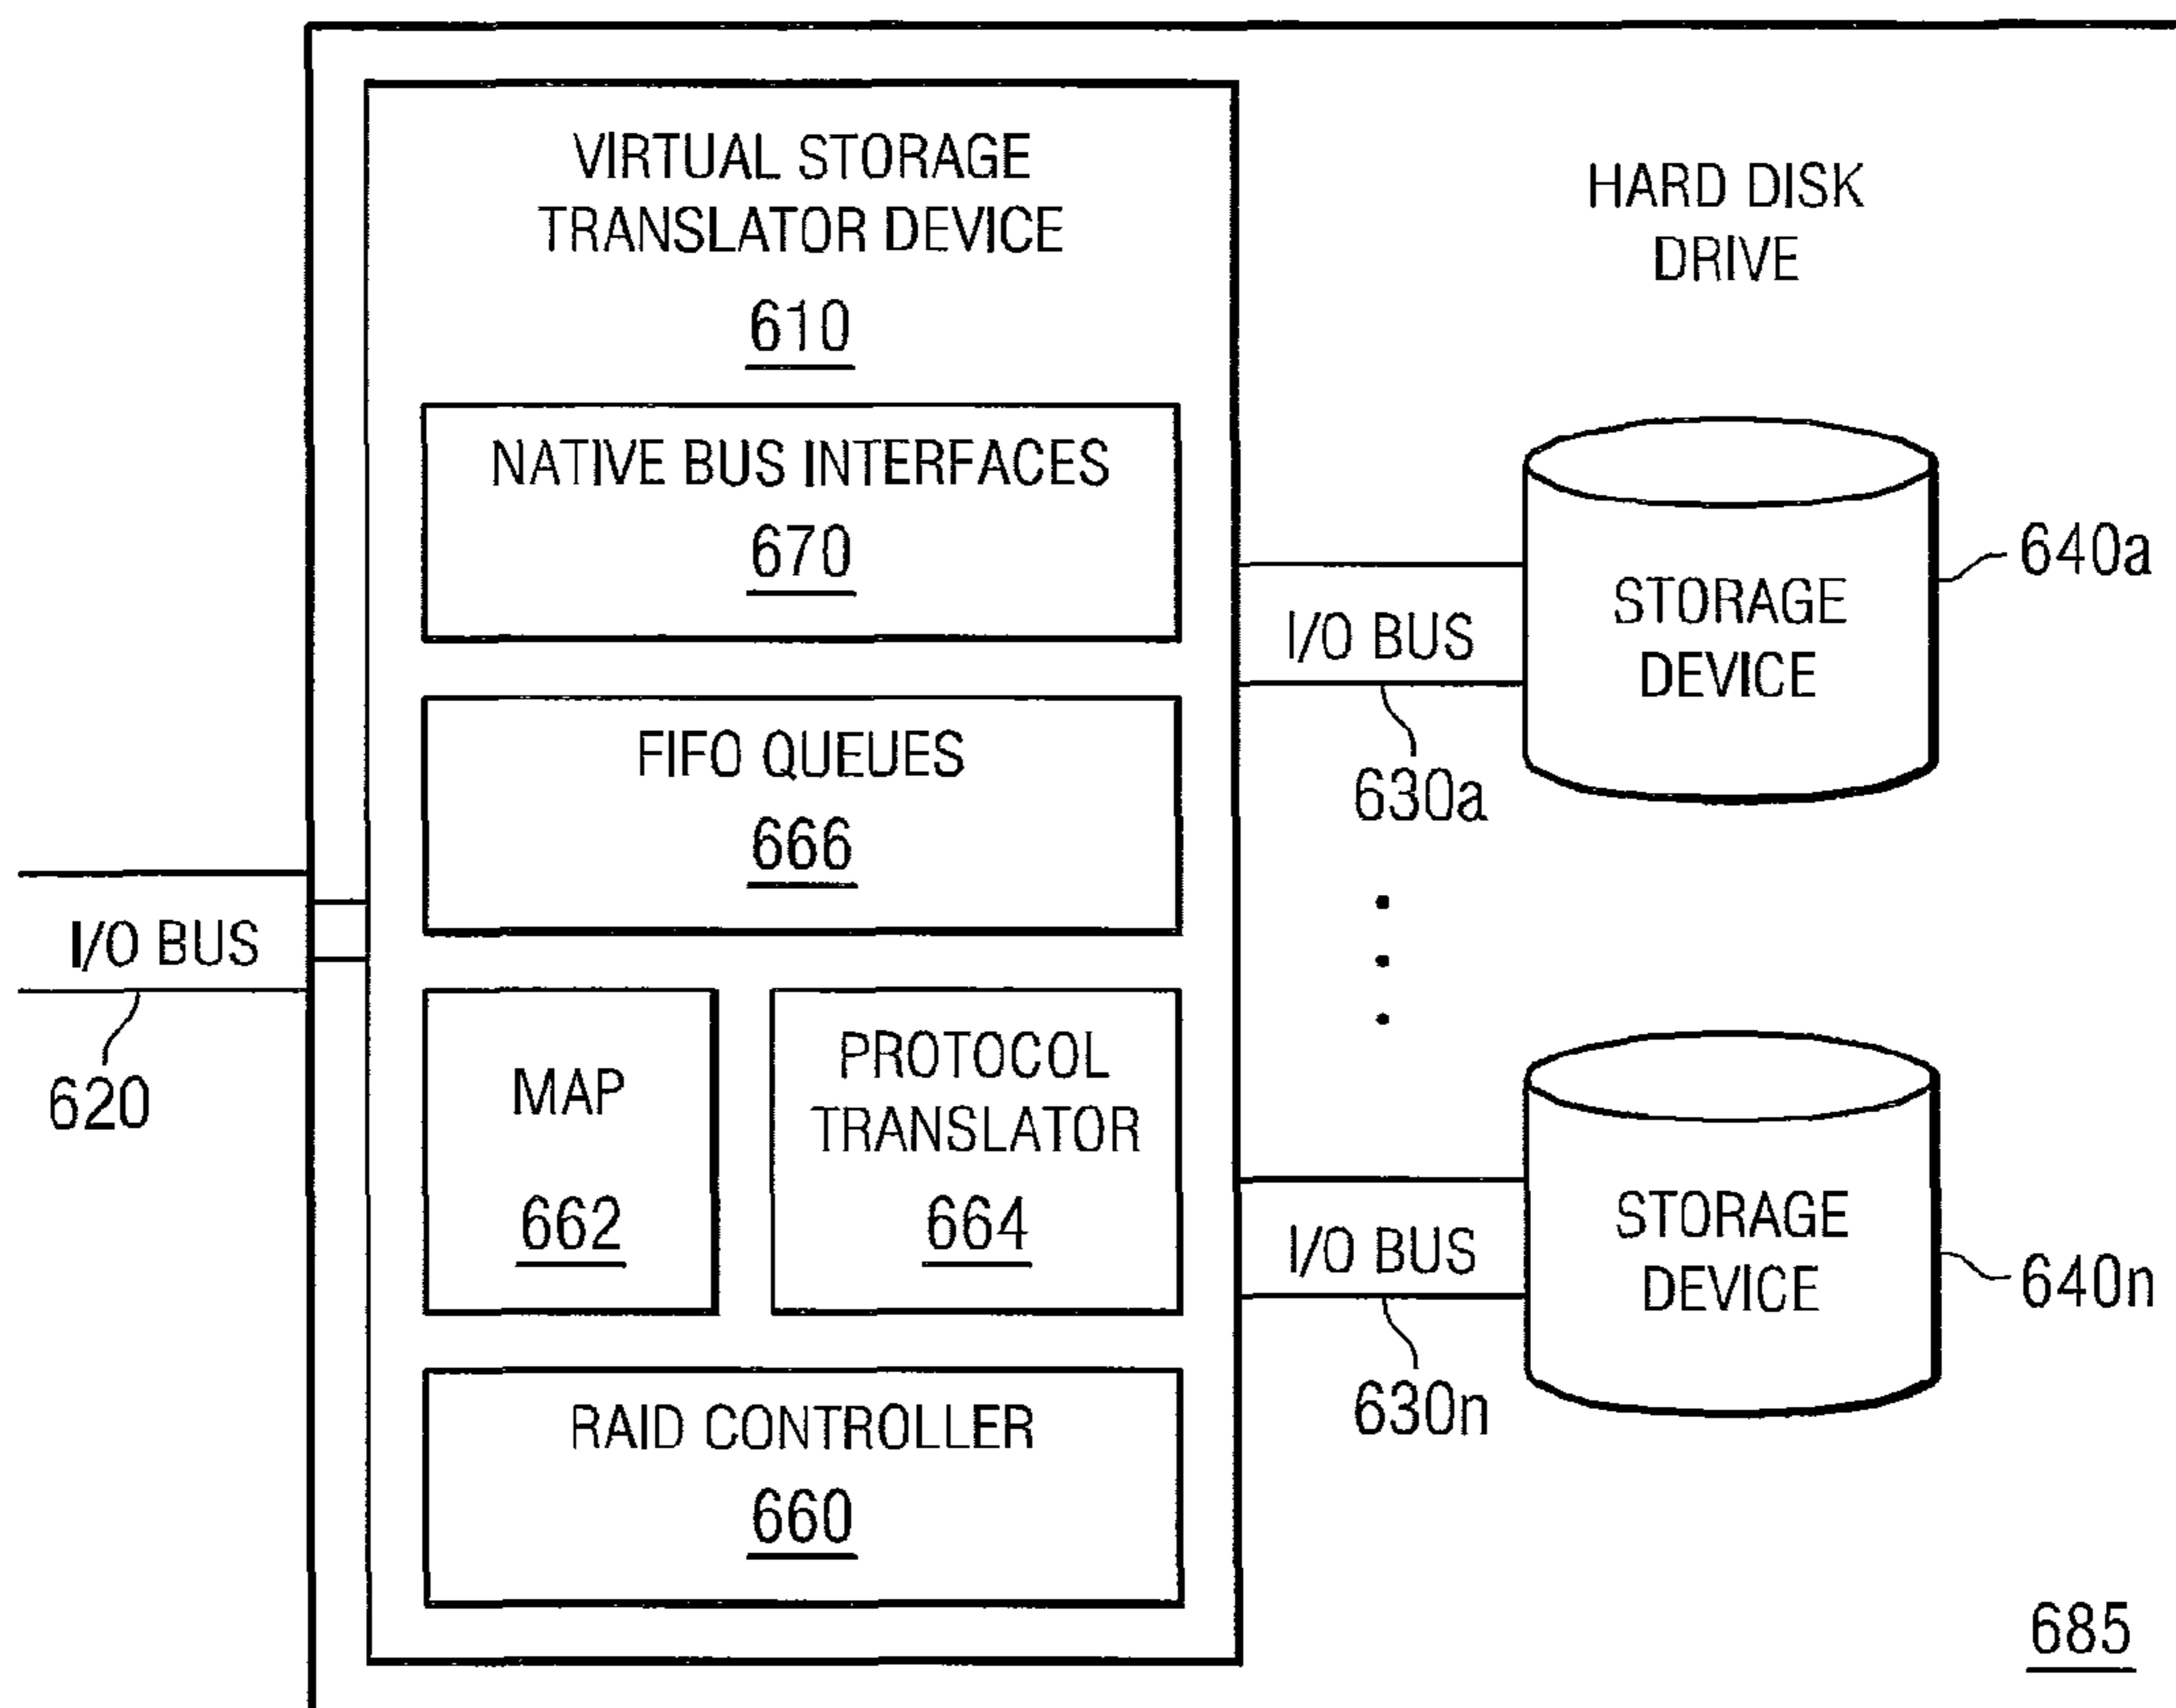 VIRTUAL STORAGE
TRANSLATOR DEVICE
610
NATIVE BUS INTERFACES
670
FIFO QUEUES
666
MAP
662
PROTOCOL
TRANSLATOR
664
RAID CONTROLLER
660
I/O BUS
620
HARD DISK
DRIVE
STORAGE
DEVICE
640a
I/O BUS
630a
STORAGE
DEVICE
640n
I/O BUS
630n
685